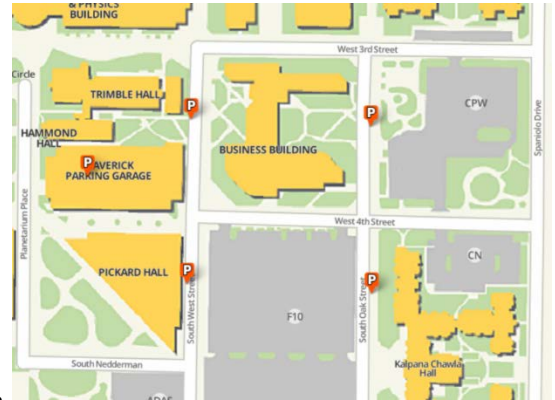 & PHYSICS
BUILDING
West 3rd Street
Circle
TRIMBLE HALL
P
P
CPW
HAMMOND
HALL
BUSINESS BUILDING
P
AVERICK
PARKING GARAGE
Spaniolo Drive
Planetarium Place
West 4th Street
PICKARD HALL
P
P
CN
South West Street
F10
South Oak Street
South Nedderman
Kalpana Chawla
Hall